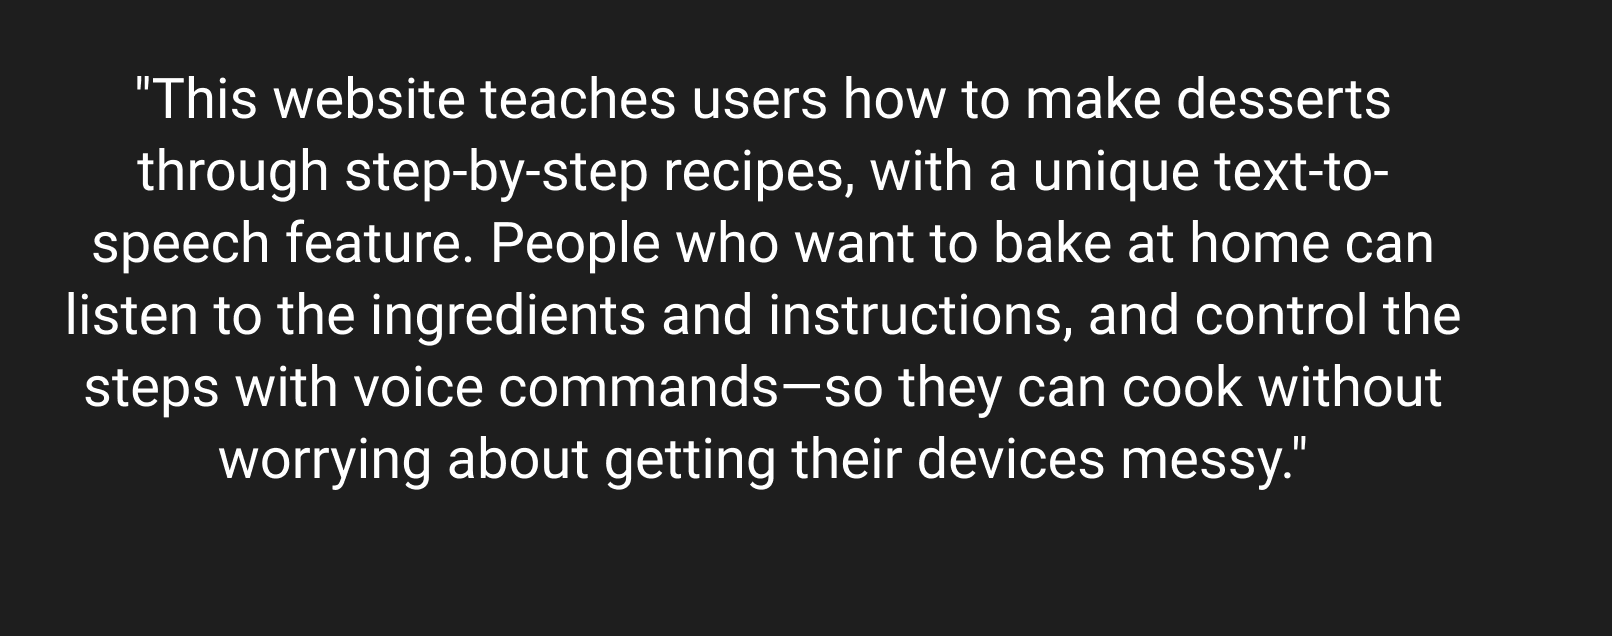 "This website teaches users how to make desserts
through step-by-step recipes, with a unique text-to-
speech feature. People who want to bake at home can
listen to the ingredients and instructions, and control the
steps with voice commands—so they can cook without
worrying about getting their devices messy."